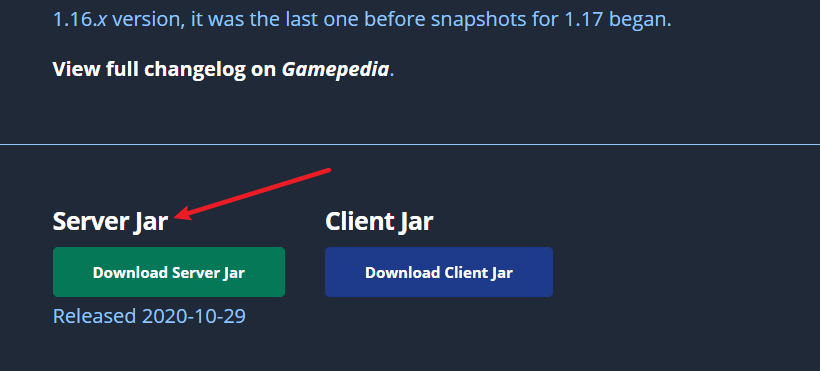 1.16.x version, it was the last one before snapshots for 1.17 began.
View full changelog on Gamepedia.
Server Jar
Client Jar
Download Server Jar
Download Client Jar
Released 2020-10-29